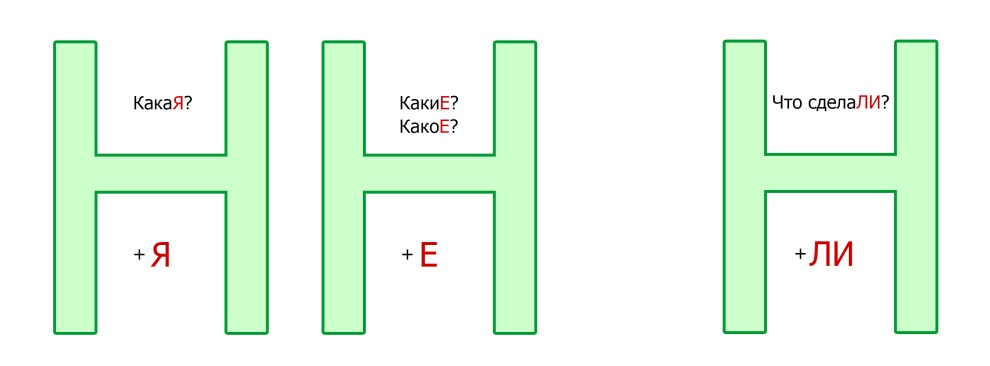 КакаЯ?
+ Я
КакиЕ?
КакоЕ?
+ Е
Что сделаЛИ?
+ ЛИ